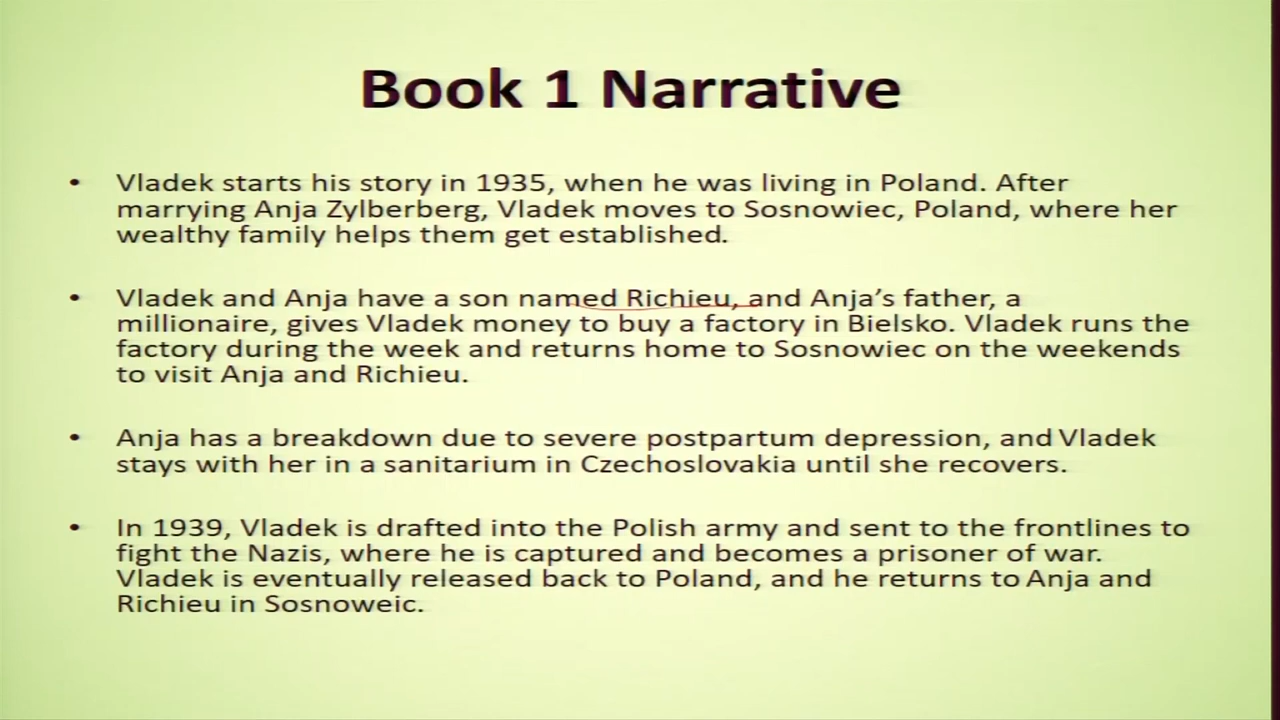 Book 1 Narrative
• Vladek starts his story in 1935, when he was living in Poland. After
marrying Anja Zylberberg, Vladek moves to Sosnowiec, Poland, where her
wealthy family helps them get established.
• Vladek and Anja have a son named Richieu, and Anja’s father, a
millionaire, gives Vladek money to buy a factory in Bielsko. Vladek runs the
factory during the week and returns home to Sosnowiec on the weekends
to visit Anja and Richieu.
• Anja has a breakdown due to severe postpartum depression, and Vladek
stays with her in a sanitarium in Czechoslovakia until she recovers.
• In 1939, Vladek is drafted into the Polish army and sent to the frontlines to
fight the Nazis, where he is captured and becomes a prisoner of war.
Vladek is eventually released back to Poland, and he returns to Anja and
Richieu in Sosnoweic.